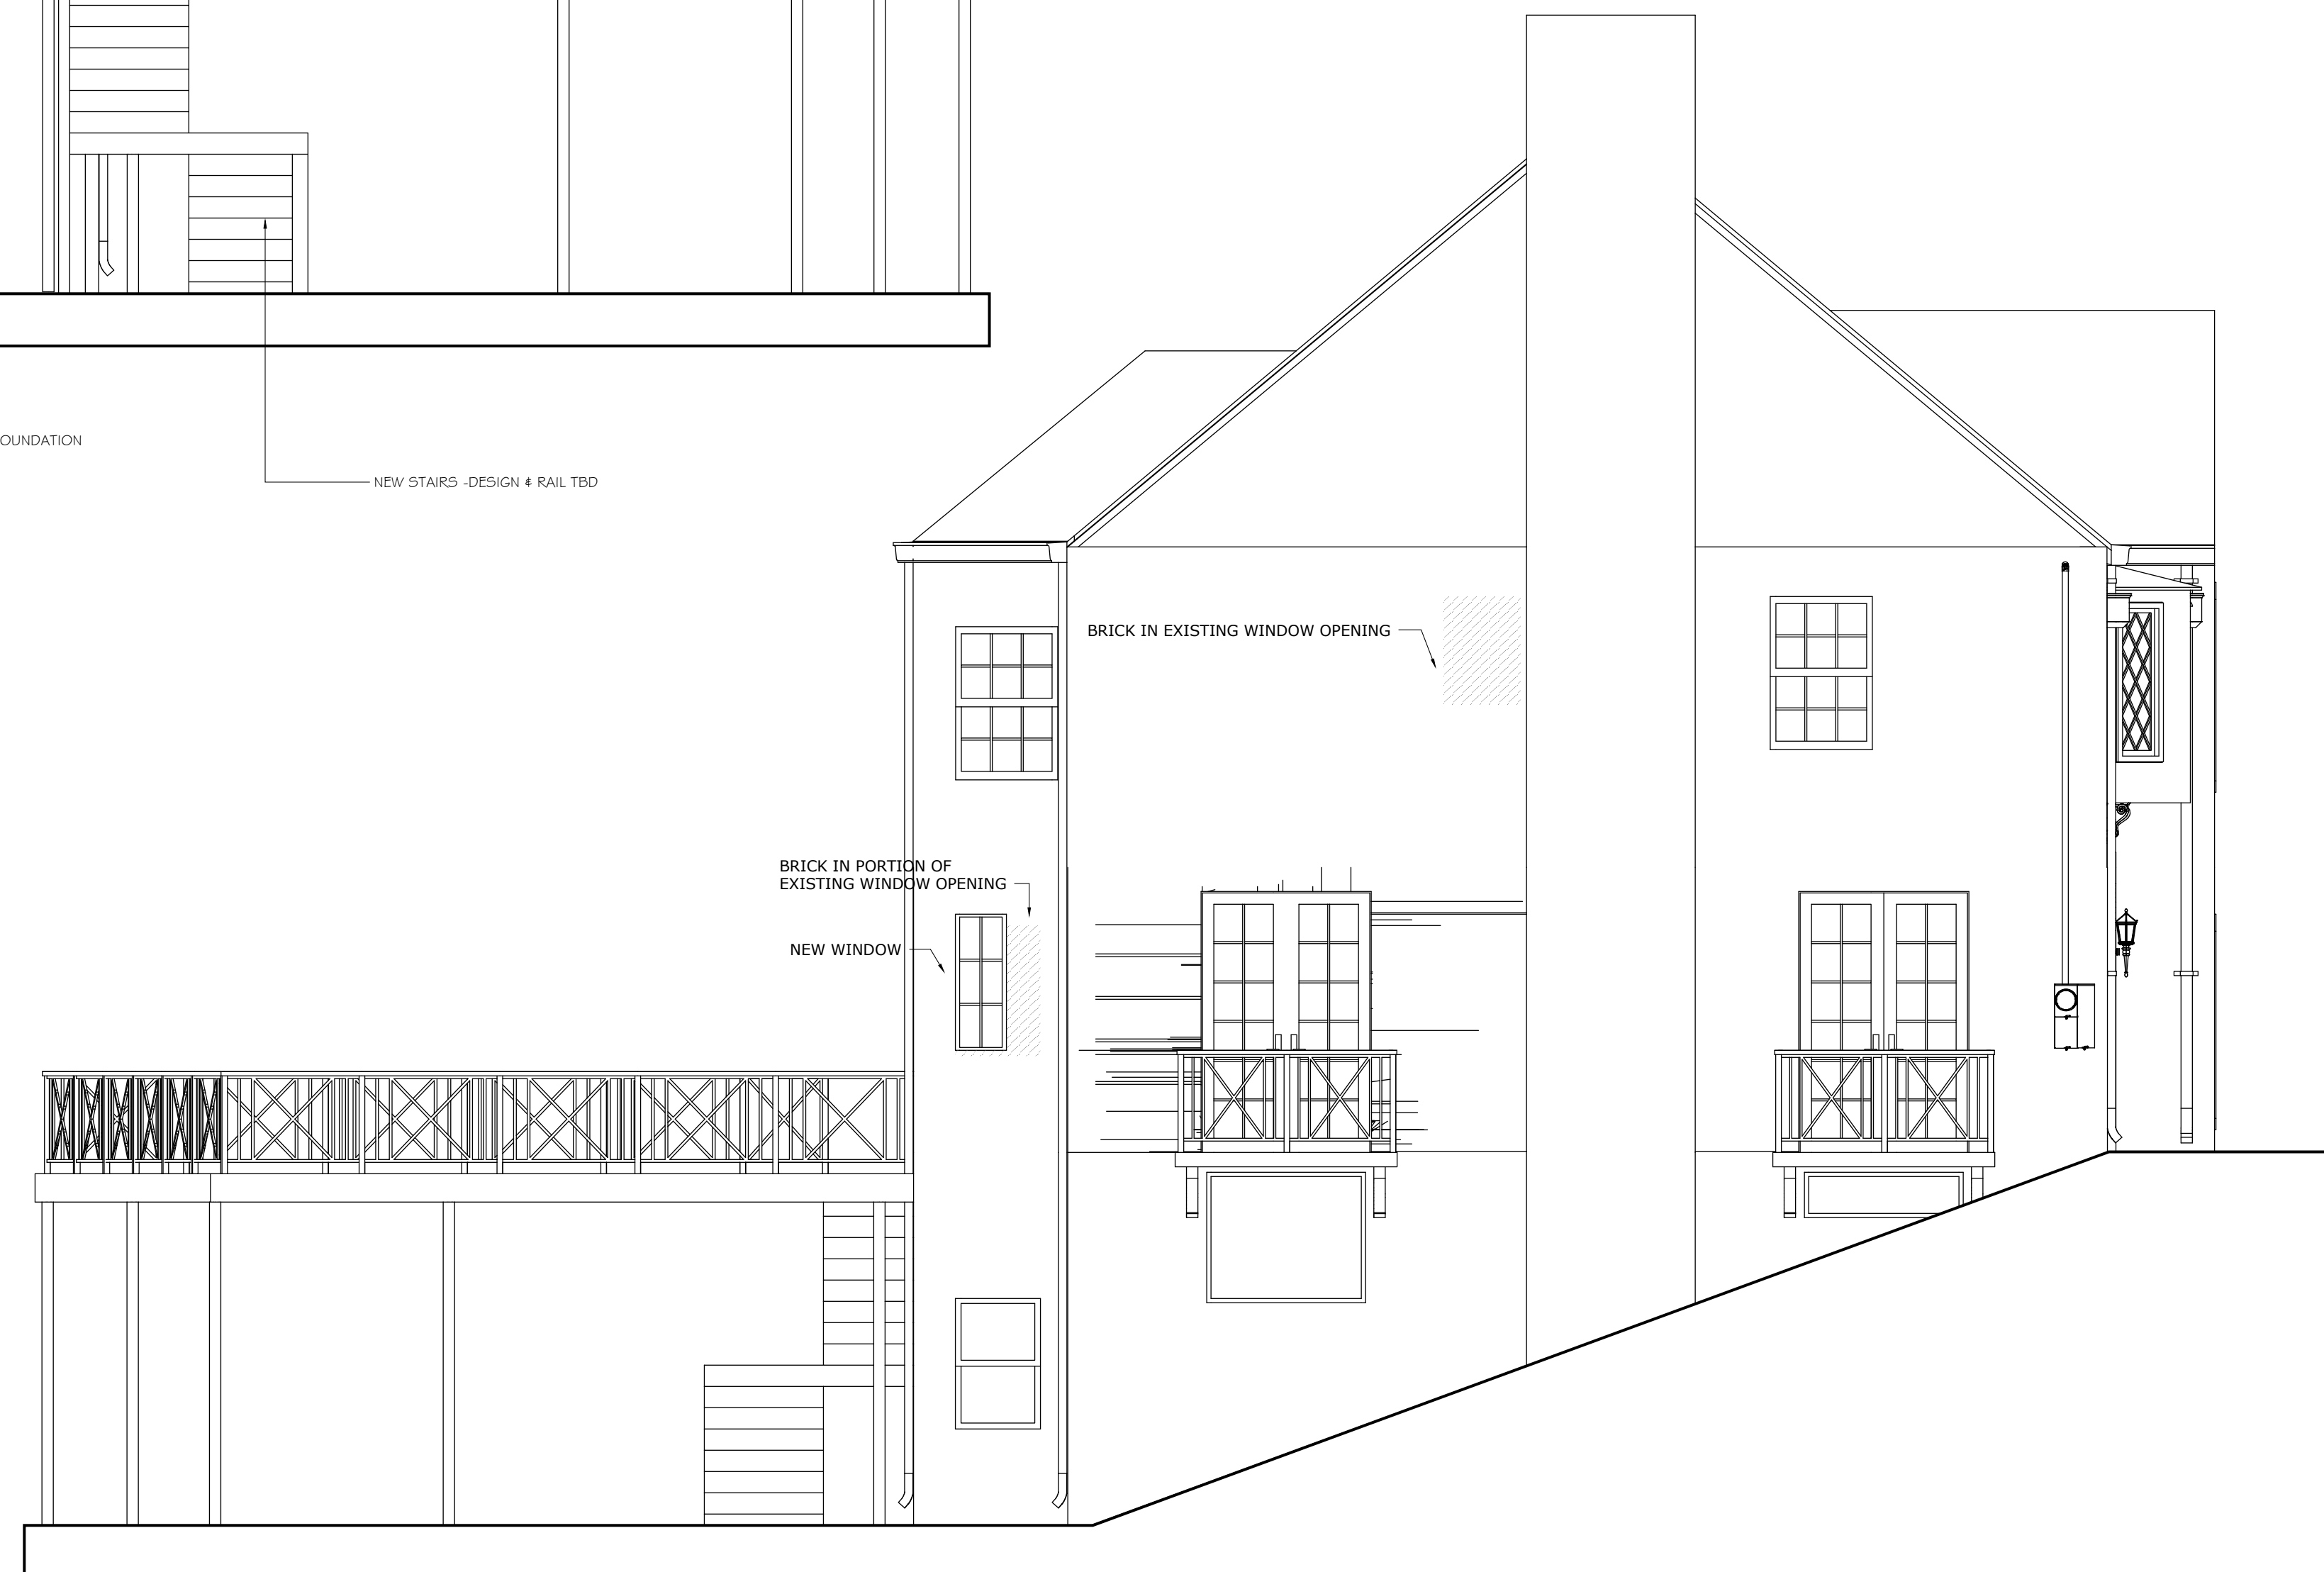 OUNDATION
NEW STAIRS -DESIGN & RAIL TBD
BRICK IN EXISTING WINDOW OPENING
BRICK IN PORTION OF
EXISTING WINDOW OPENING
NEW WINDOW